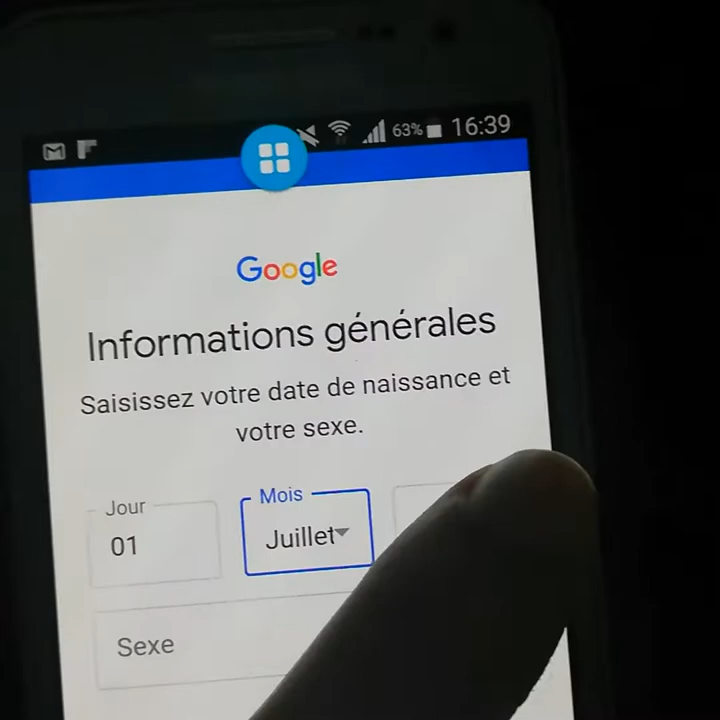 63% 16:39
Google
Informations générales
Saisissez votre date de naissance et
votre sexe.
Jour
Mois
01
Juillet
Sexe